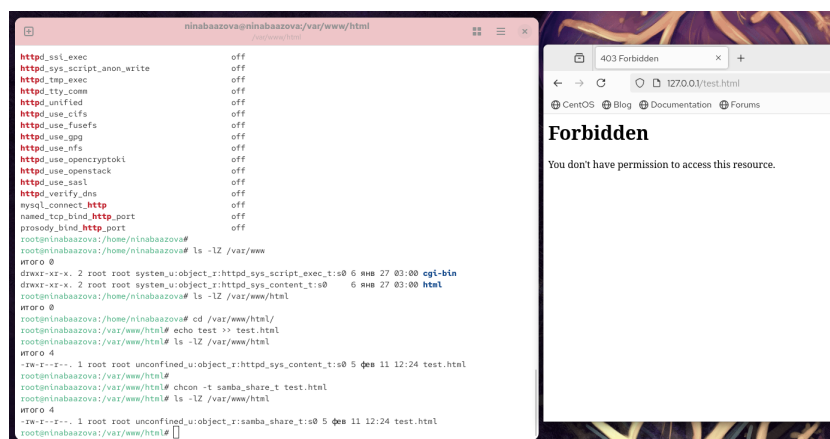 ninabaazova@ninabaazova:/var/www/html
/var/www/html
httpd_ssi_exec off
httpd_sys_script_anon_write off
httpd_tmp_exec off
httpd_tty_comm off
httpd_unified off
httpd_use_cifs off
httpd_use_fusefs off
httpd_use_gpg off
httpd_use_nfs off
httpd_use_opencryptoki off
httpd_use_openstack off
httpd_use_sasl off
httpd_verify_dns off
mysql_connect_http off
named_tcp_bind_http_port off
prosody_bind_http_port off
root@ninabaazova:/home/ninabaazova#
root@ninabaazova:/home/ninabaazova# ls -lZ /var/www
итого 0
drwxr-xr-x. 2 root root system_u:object_r:httpd_sys_script_exec_t:s0 6 янв 27 03:00 cgi-bin
drwxr-xr-x. 2 root root system_u:object_r:httpd_sys_content_t:s0 6 янв 27 03:00 html
root@ninabaazova:/home/ninabaazova# ls -lZ /var/www/html
итого 0
root@ninabaazova:/home/ninabaazova# cd /var/www/html/
root@ninabaazova:/var/www/html# echo test >> test.html
root@ninabaazova:/var/www/html# ls -lZ /var/www/html
итого 4
-rw-r--r--. 1 root root unconfined_u:object_r:httpd_sys_content_t:s0 5 фев 11 12:24 test.html
root@ninabaazova:/var/www/html#
root@ninabaazova:/var/www/html# chcon -t samba_share_t test.html
root@ninabaazova:/var/www/html# ls -lZ /var/www/html
итого 4
-rw-r--r--. 1 root root unconfined_u:object_r:samba_share_t:s0 5 фев 11 12:24 test.html
root@ninabaazova:/var/www/html#
403 Forbidden
127.0.0.1/test.html
CentOS Blog Documentation Forums
Forbidden
You don't have permission to access this resource.